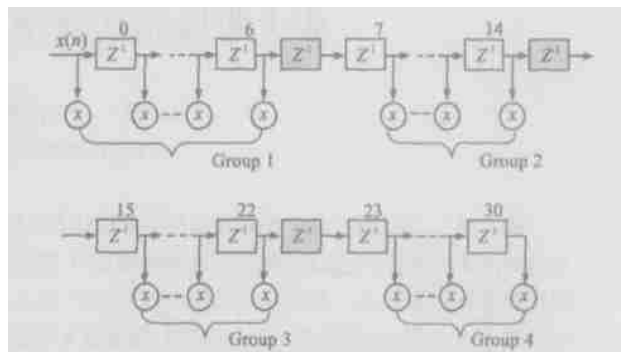 0 6 7 14
x(n) Z⁻¹ Z⁻¹ Z⁻¹ Z⁻¹ Z⁻¹ Z⁻¹
x x x x x x x
Group 1 Group 2
15 22 23 30
Z⁻¹ Z⁻¹ Z⁻¹ Z⁻¹ Z⁻¹
x x x x x x
Group 3 Group 4